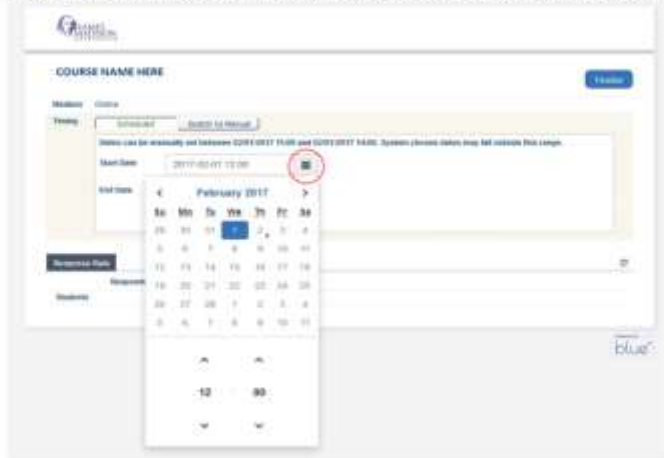 JAMES MADISON
COURSE NAME HERE
Finalize
Medium Online
Timing Scheduled Switch to Manual
Dates can be manually set between 02/01/2017 and 02/01/2017 14:00. System chosen dates may fall outside this range.
Start Date 2017-02-01 12:00
End Date
February 2017
Su Mo Tu We Th Fr Sa
29 30 31 1 2 3 4
5 6 7 8 9 10 11
12 13 14 15 16 17 18
19 20 21 22 23 24 25
26 27 28 1 2 3 4
5 6 7 8 9 10 11
Response Rate
Students
12 : 00
blue